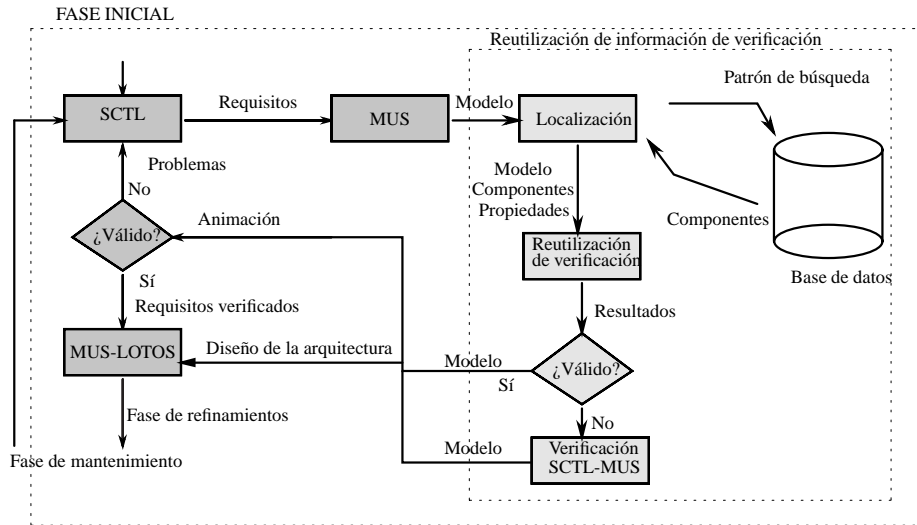 FASE INICIAL
Reutilización de información de verificación
Patrón de búsqueda
SCTL
Requisitos
MUS
Modelo
Localización
Problemas
No
Modelo
Componentes
Propiedades
Componentes
¿Válido?
Animación
Reutilización
de verificación
Base de datos
Sí
Requisitos verificados
Resultados
MUS-LOTOS
Diseño de la arquitectura
Modelo
¿Válido?
Sí
Fase de refinamientos
No
Fase de mantenimiento
Modelo
Verificación
SCTL-MUS